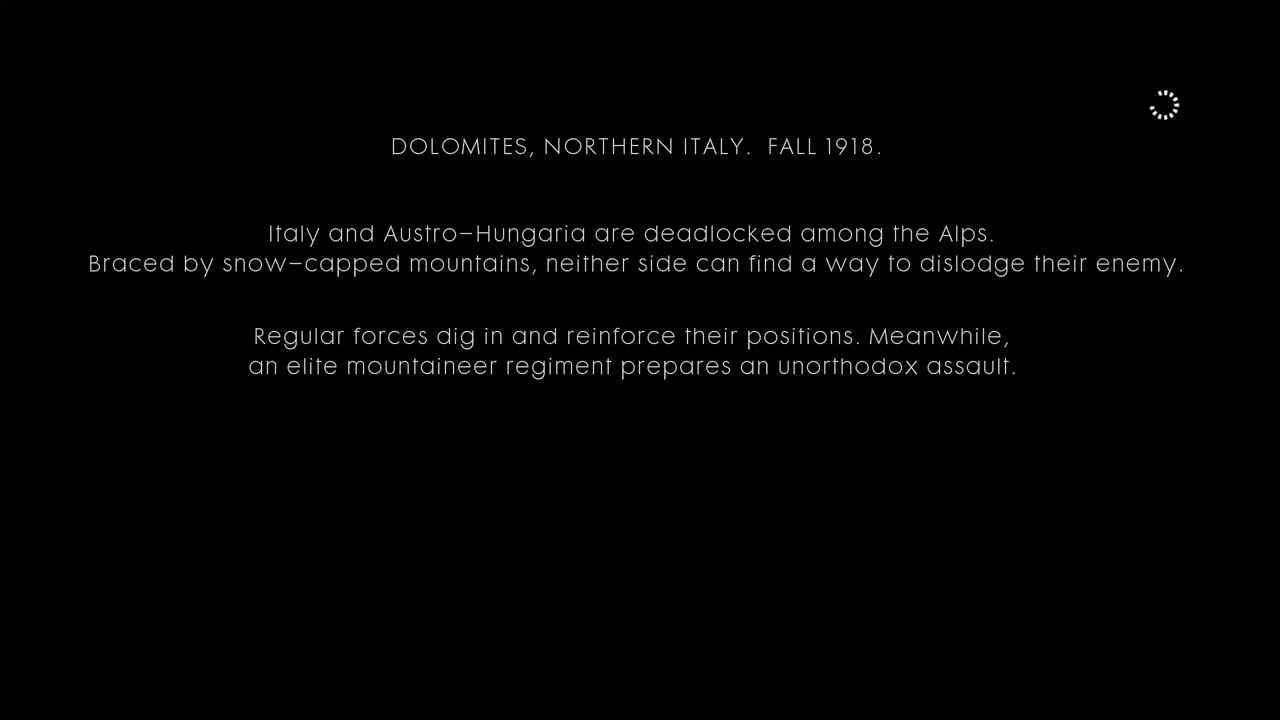 DOLOMITES, NORTHERN ITALY. FALL 1918.
Italy and Austro-Hungaria are deadlocked among the Alps.
Braced by snow-capped mountains, neither side can find a way to dislodge their enemy.
Regular forces dig in and reinforce their positions. Meanwhile,
an elite mountaineer regiment prepares an unorthodox assault.